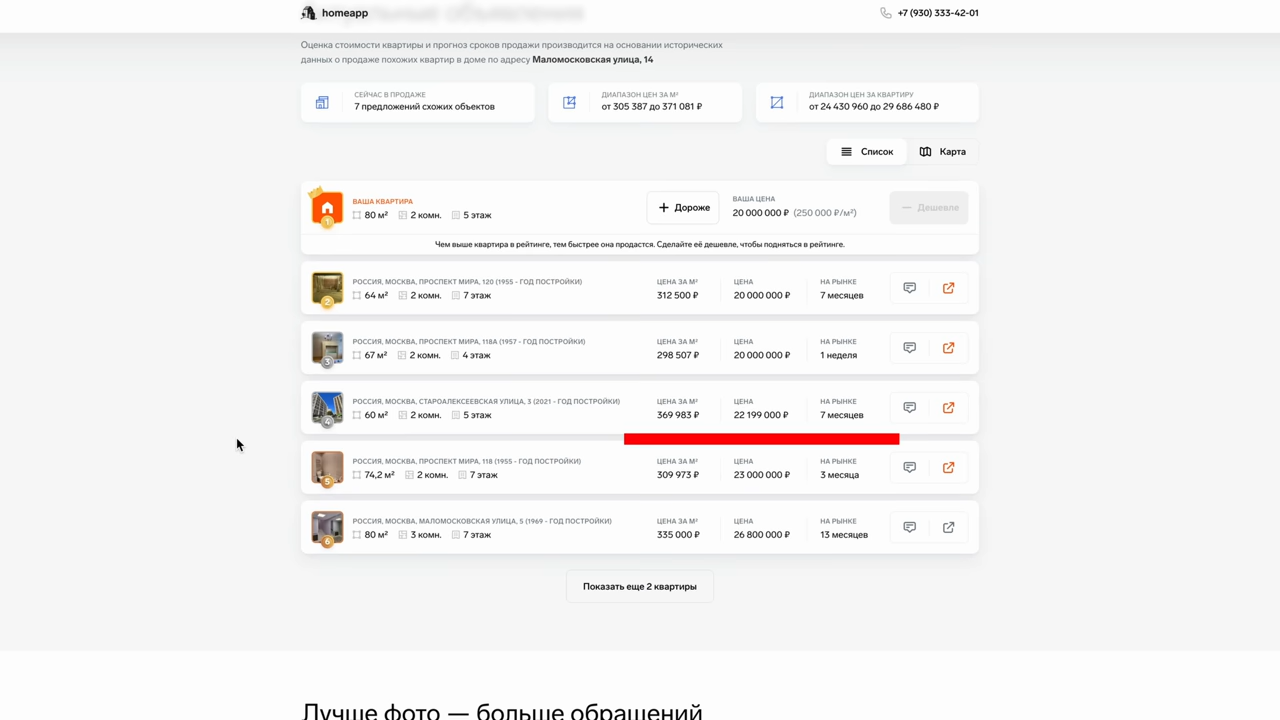 homeapp
+7 (930) 333-42-01
Оценка стоимости квартиры и прогноз сроков продажи производится на основании исторических
данных о продаже похожих квартир в доме по адресу Маломосковская улица, 14
СЕЙЧАС В ПРОДАЖЕ
7 предложений схожих объектов
ДИАПАЗОН ЦЕН ЗА М²
от 305 387 до 371 081 ₽
ДИАПАЗОН ЦЕН ЗА КВАРТИРУ
от 24 430 960 до 29 686 480 ₽
Список
Карта
1
ВАША КВАРТИРА
80 м² 2 комн. 5 этаж
+ Дороже
ВАША ЦЕНА
20 000 000 ₽ (250 000 ₽/м²)
— Дешевле
Чем выше квартира в рейтинге, тем быстрее она продастся. Сделайте её дешевле, чтобы подняться в рейтинге.
2
РОССИЯ, МОСКВА, ПРОСПЕКТ МИРА, 120 (1955 - ГОД ПОСТРОЙКИ)
64 м² 2 комн. 7 этаж
ЦЕНА ЗА М²
312 500 ₽
ЦЕНА
20 000 000 ₽
НА РЫНКЕ
7 месяцев
3
РОССИЯ, МОСКВА, ПРОСПЕКТ МИРА, 118А (1957 - ГОД ПОСТРОЙКИ)
67 м² 2 комн. 4 этаж
ЦЕНА ЗА М²
298 507 ₽
ЦЕНА
20 000 000 ₽
НА РЫНКЕ
1 неделя
4
РОССИЯ, МОСКВА, СТАРОАЛЕКСЕЕВСКАЯ УЛИЦА, 3 (2021 - ГОД ПОСТРОЙКИ)
60 м² 2 комн. 5 этаж
ЦЕНА ЗА М²
369 983 ₽
ЦЕНА
22 199 000 ₽
НА РЫНКЕ
7 месяцев
5
РОССИЯ, МОСКВА, ПРОСПЕКТ МИРА, 118 (1955 - ГОД ПОСТРОЙКИ)
74,2 м² 2 комн. 7 этаж
ЦЕНА ЗА М²
309 973 ₽
ЦЕНА
23 000 000 ₽
НА РЫНКЕ
3 месяца
6
РОССИЯ, МОСКВА, МАЛОМОСКОВСКАЯ УЛИЦА, 5 (1969 - ГОД ПОСТРОЙКИ)
80 м² 3 комн. 7 этаж
ЦЕНА ЗА М²
335 000 ₽
ЦЕНА
26 800 000 ₽
НА РЫНКЕ
13 месяцев
Показать еще 2 квартиры
Лучше фото — больше обращений